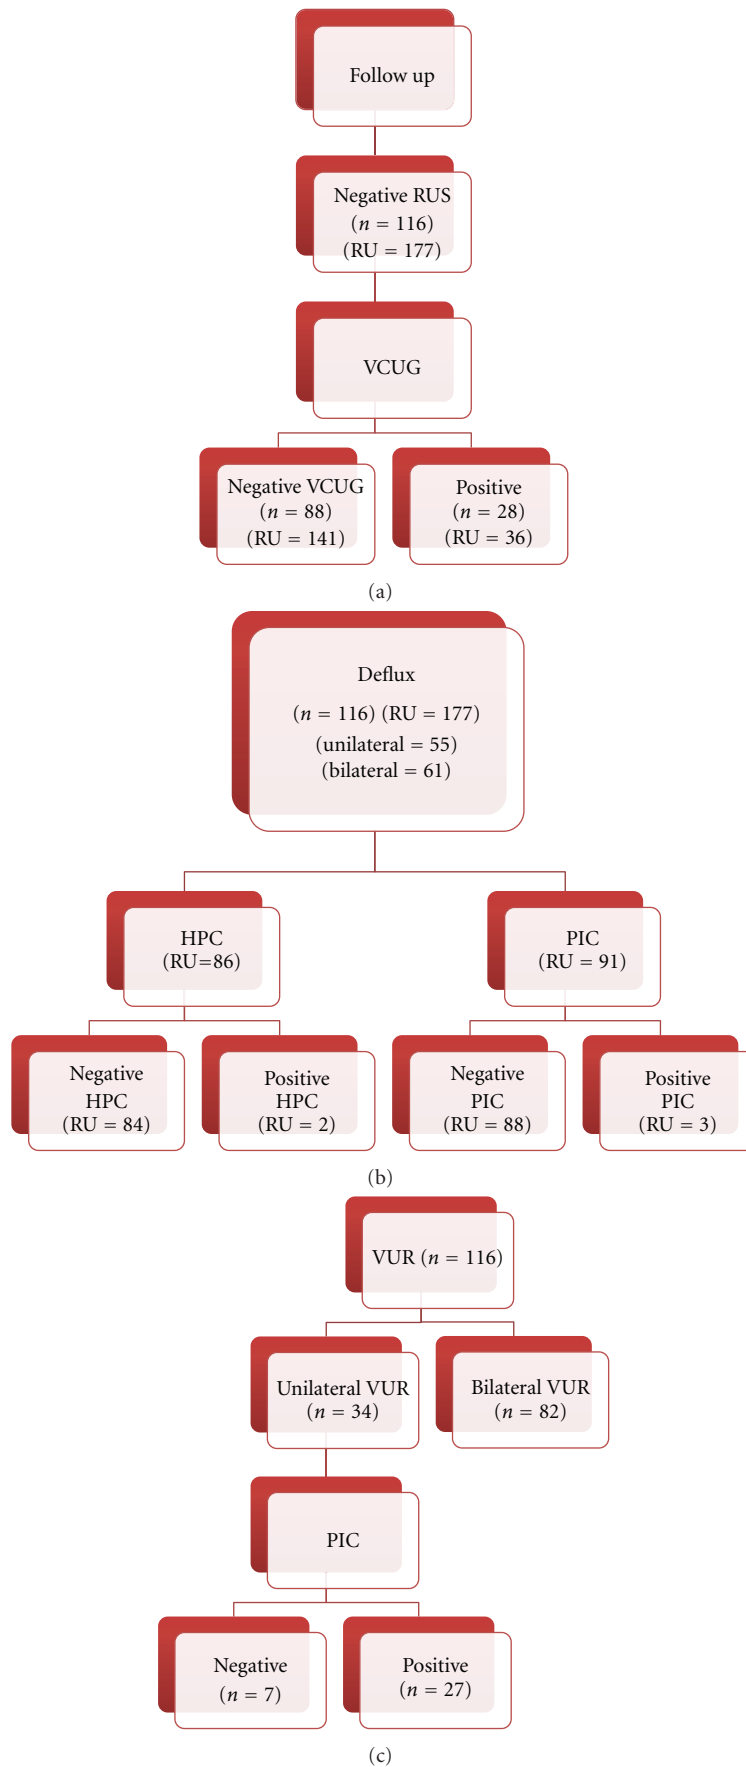 Follow up
Negative RUS
(n = 116)
(RU = 177)
VCUG
Negative VCUG
(n = 88)
(RU = 141)
Positive
(n = 28)
(RU = 36)
(a)
Deflux
(n = 116) (RU = 177)
(unilateral = 55)
(bilateral = 61)
HPC
(RU=86)
PIC
(RU = 91)
Negative
HPC
(RU = 84)
Positive
HPC
(RU = 2)
Negative
PIC
(RU = 88)
Positive
PIC
(RU = 3)
(b)
VUR (n = 116)
Unilateral VUR
(n = 34)
Bilateral VUR
(n = 82)
PIC
Negative
(n = 7)
Positive
(n = 27)
(c)